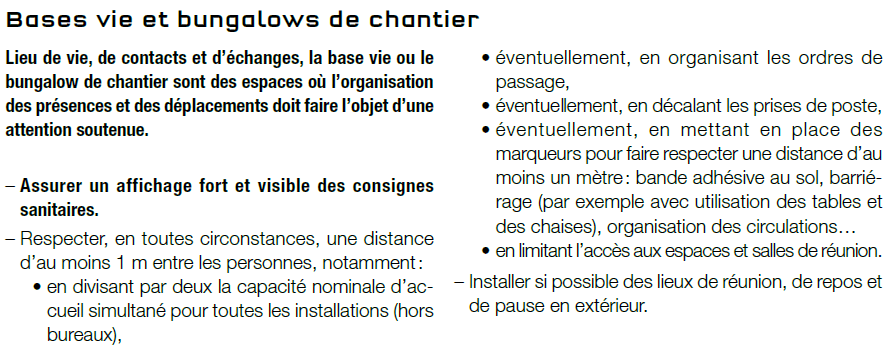 Bases vie et bungalows de chantier
Lieu de vie, de contacts et d'échanges, la base vie ou le
bungalow de chantier sont des espaces où l'organisation
des présences et des déplacements doit faire l'objet d'une
attention soutenue.
– Assurer un affichage fort et visible des consignes
sanitaires.
– Respecter, en toutes circonstances, une distance
d'au moins 1 m entre les personnes, notamment :
• en divisant par deux la capacité nominale d'ac-
cueil simultané pour toutes les installations (hors
bureaux),
• éventuellement, en organisant les ordres de
passage,
• éventuellement, en décalant les prises de poste,
• éventuellement, en mettant en place des
marqueurs pour faire respecter une distance d'au
moins un mètre : bande adhésive au sol, barrié-
rage (par exemple avec utilisation des tables et
des chaises), organisation des circulations…
• en limitant l'accès aux espaces et salles de réunion.
– Installer si possible des lieux de réunion, de repos et
de pause en extérieur.